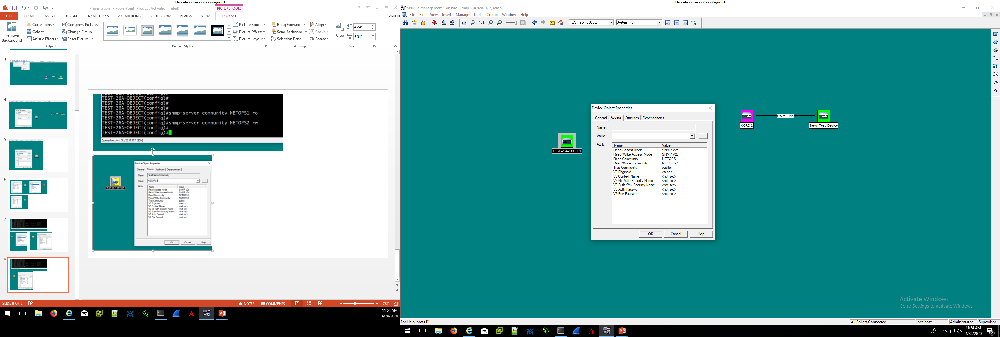 Classification not configured
Classification not configured
Presentation1 - PowerPoint (Product Activation Failed)
PICTURE TOOLS
FILE
HOME
INSERT
DESIGN
TRANSITIONS
ANIMATIONS
SLIDE SHOW
REVIEW
VIEW
FORMAT
Sign in
Remove
Background
Corrections
Color
Artistic Effects
Compress Pictures
Change Picture
Reset Picture
Adjust
Picture Styles
Picture Border
Picture Effects
Picture Layout
Bring Forward
Send Backward
Selection Pane
Align
Group
Rotate
Arrange
Crop
4.24"
5.31"
Size
3
4
5
6
7
8
TEST-26A-OBJECT(config)#
TEST-26A-OBJECT(config)#
TEST-26A-OBJECT(config)#
TEST-26A-OBJECT(config)#snmp-server community NETOPS1 ro
TEST-26A-OBJECT(config)#
TEST-26A-OBJECT(config)#snmp-server community NETOPS2 rw
TEST-26A-OBJECT(config)#
TEST-26A-OBJECT(config)#
Opened session: CLI/22.17.17.1 [SSH]
TEST-26A-OBJECT
Device Object Properties
General Access Attributes Dependencies
Name: Read/Write Community
Value: NETOPS2
>>
Attrib:
Name Value
Read Access Mode SNMP V2c
Read/Write Access Mode SNMP V2c
Read Community NETOPS1
Read/Write Community NETOPS2
Trap Community public
V3 Engineid <auto>
V3 Context Name <not set>
V3 No-Auth Security Name <not set>
V3 Auth/Priv Security Name <not set>
V3 Auth Passwd <not set>
V3 Priv Passwd <not set>
OK Cancel Help
SLIDE 8 OF 8
NOTES
COMMENTS
76%
11:54 AM
4/30/2020
SNMPc Management Console - [map-2JAN2020\..\Demo]
File Edit View Insert Manage Tools Config Window Help
1:1
TEST-26A-OBJECT
SystemInfo
TEST-26A-OBJECT
Device Object Properties
General Access Attributes Dependencies
Name:
Value:
>>
Attrib:
Name Value
Read Access Mode SNMP V2c
Read/Write Access Mode SNMP V2c
Read Community NETOPS1
Read/Write Community NETOPS2
Trap Community public
V3 Engineid <auto>
V3 Context Name <not set>
V3 No-Auth Security Name <not set>
V3 Auth/Priv Security Name <not set>
V3 Auth Passwd <not set>
V3 Priv Passwd <not set>
OK Cancel Help
CORE-2
OSPF-LINK
New_Test_Device
A
Activate Windows
Go to Settings to activate Windows.
For Help, press F1
All Pollers Connected
localhost
Administrator
Supervisor
11:54 AM
4/30/2020
2